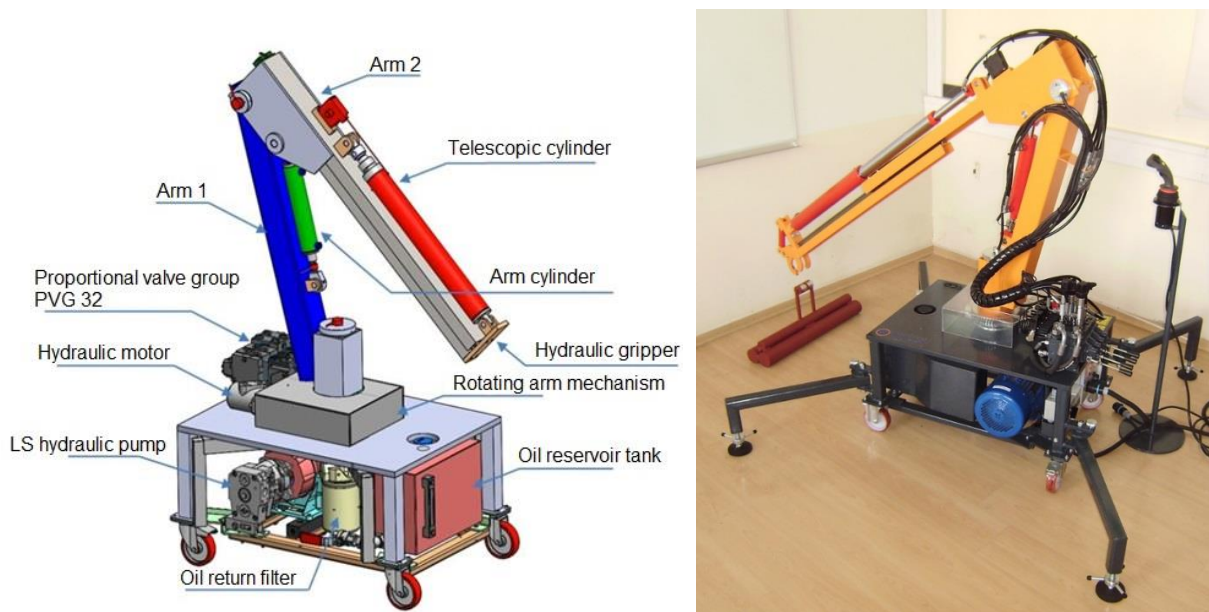 Arm 2
Telescopic cylinder
Arm 1
Arm cylinder
Proportional valve group
PVG 32
Hydraulic motor
Hydraulic gripper
Rotating arm mechanism
LS hydraulic pump
Oil reservoir tank
Oil return filter